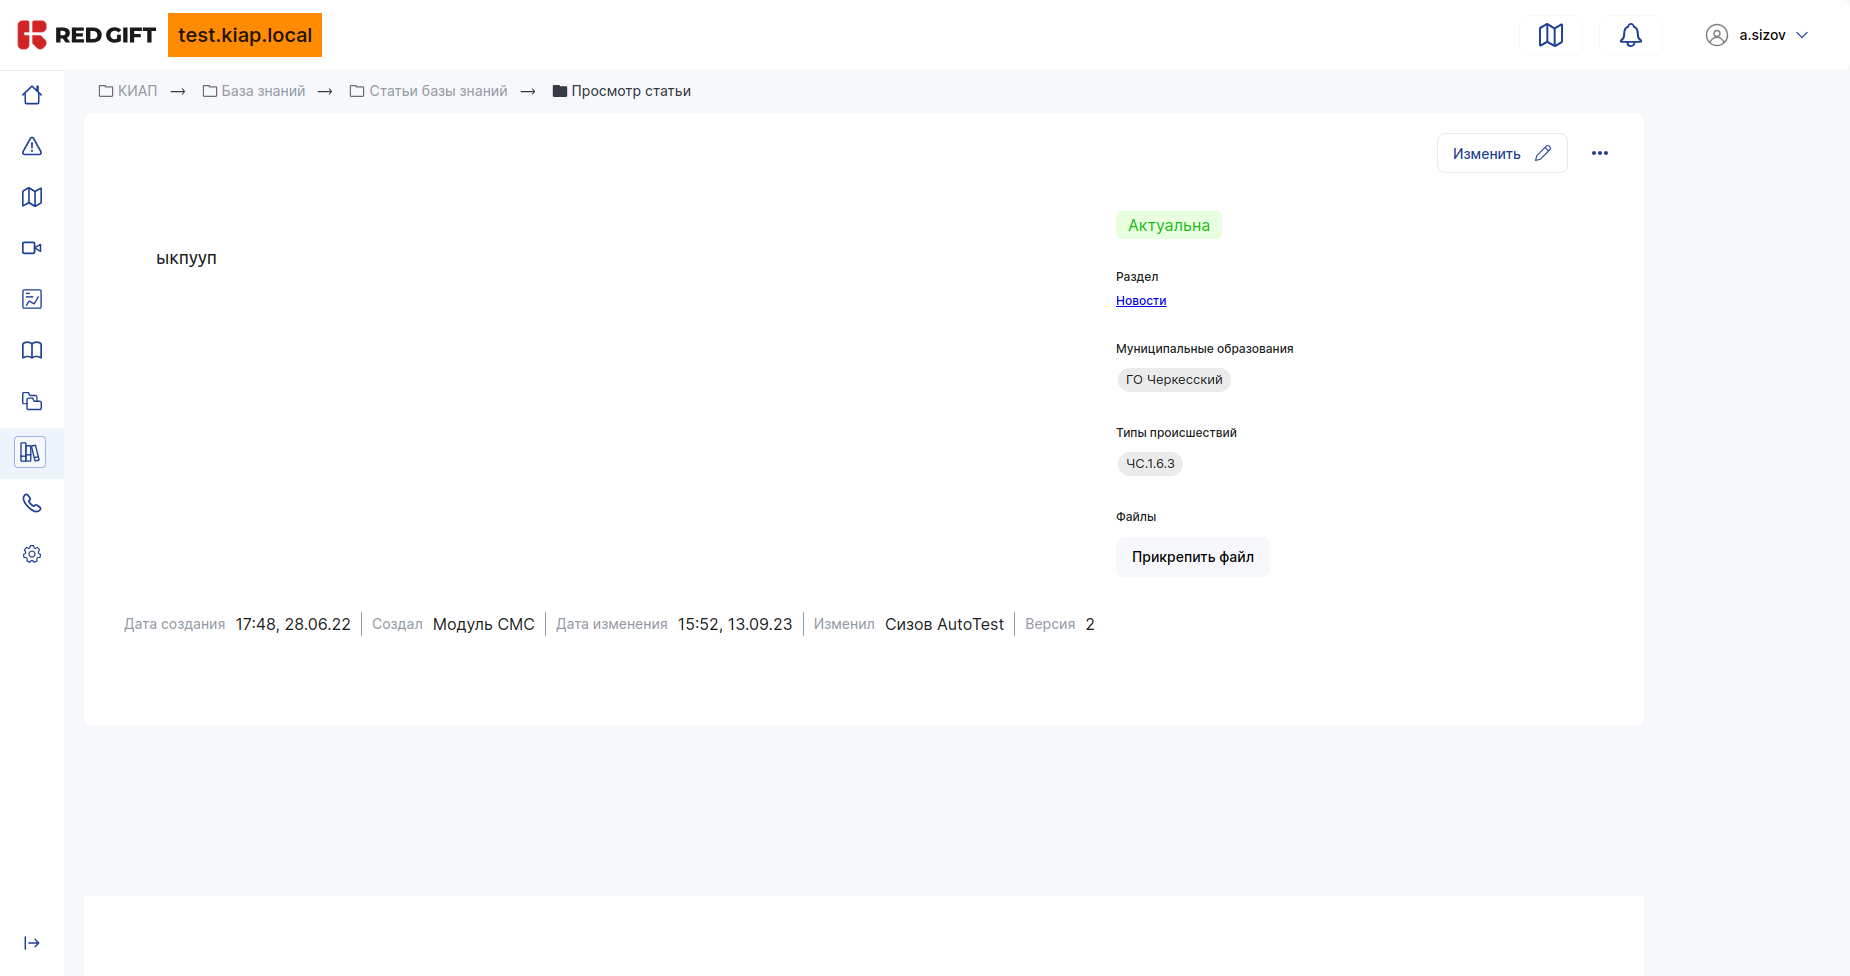 RED GIFT test.kiap.local a.sizov
КИАП → База знаний → Статьи базы знаний → Просмотр статьи
Изменить
ыкпууп
Актуальна
Раздел
Новости
Муниципальные образования
ГО Черкесский
Типы происшествий
ЧС.1.6.3
Файлы
Прикрепить файл
Дата создания 17:48, 28.06.22 Создал Модуль СМС Дата изменения 15:52, 13.09.23 Изменил Сизов AutoTest Версия 2